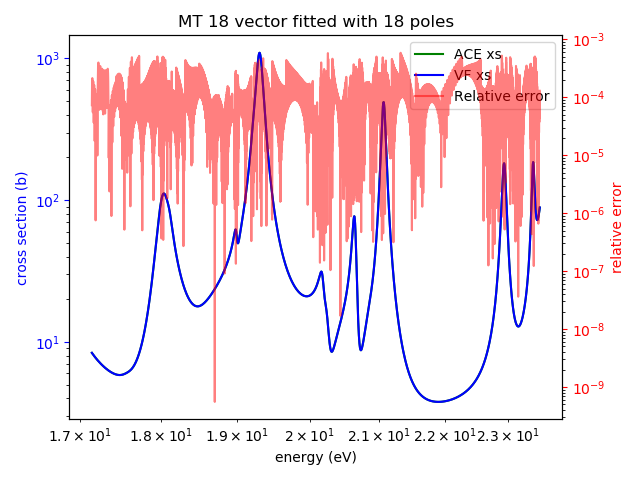 MT 18 vector fitted with 18 poles
ACE xs
VF xs
Relative error
cross section (b)
10³
10²
10¹
relative error
10⁻³
10⁻⁴
10⁻⁵
10⁻⁶
10⁻⁷
10⁻⁸
10⁻⁹
1.7 × 10¹ 1.8 × 10¹ 1.9 × 10¹ 2 × 10¹ 2.1 × 10¹ 2.2 × 10¹ 2.3 × 10¹
energy (eV)